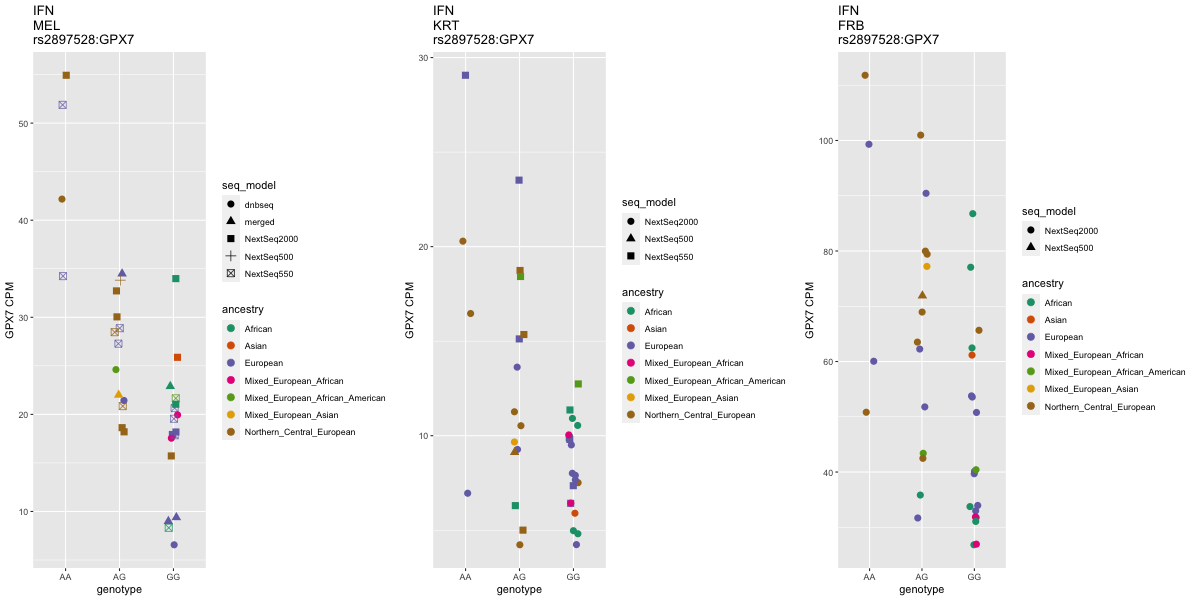 IFN
MEL
rs2897528:GPX7
GPX7 CPM
50
40
30
20
10
AA
AG
GG
genotype
seq_model
dnbseq
merged
NextSeq2000
NextSeq500
NextSeq550
ancestry
African
Asian
European
Mixed_European_African
Mixed_European_African_American
Mixed_European_Asian
Northern_Central_European
IFN
KRT
rs2897528:GPX7
GPX7 CPM
30
20
10
AA
AG
GG
genotype
seq_model
NextSeq2000
NextSeq500
NextSeq550
ancestry
African
Asian
European
Mixed_European_African
Mixed_European_African_American
Mixed_European_Asian
Northern_Central_European
IFN
FRB
rs2897528:GPX7
GPX7 CPM
100
80
60
40
AA
AG
GG
genotype
seq_model
NextSeq2000
NextSeq500
ancestry
African
Asian
European
Mixed_European_African
Mixed_European_African_American
Mixed_European_Asian
Northern_Central_European